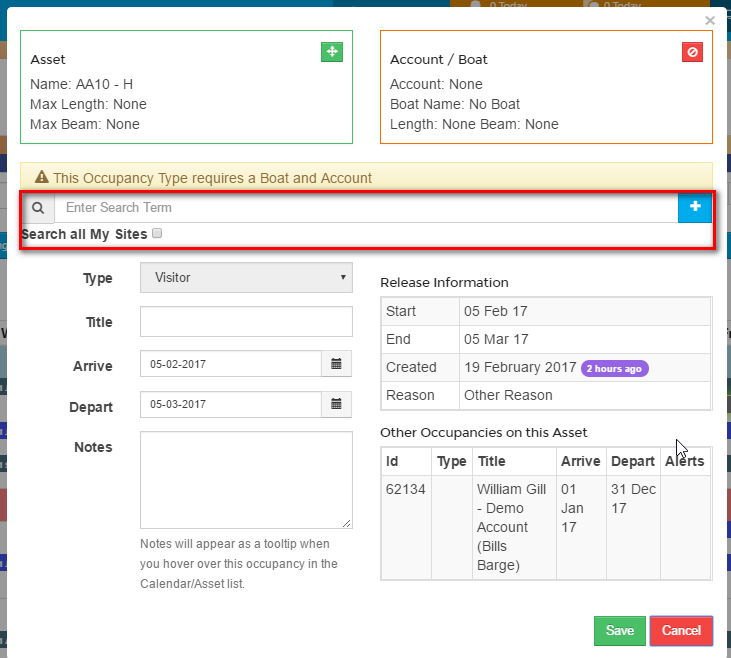 0 Today
0 Today
×
Asset
Name: AA10 - H
Max Length: None
Max Beam: None
Account / Boat
Account: None
Boat Name: No Boat
Length: None Beam: None
This Occupancy Type requires a Boat and Account
Enter Search Term
Search all My Sites
Type
Visitor
Title
Arrive
05-02-2017
Depart
05-03-2017
Notes
Notes will appear as a tooltip when
you hover over this occupancy in the
Calendar/Asset list.
Release Information
Start 05 Feb 17
End 05 Mar 17
Created 19 February 2017 2 hours ago
Reason Other Reason
Other Occupancies on this Asset
Id Type Title Arrive Depart Alerts
62134 William Gill 01 31 Dec
- Demo Jan 17
Account 17
(Bills
Barge)
Save
Cancel